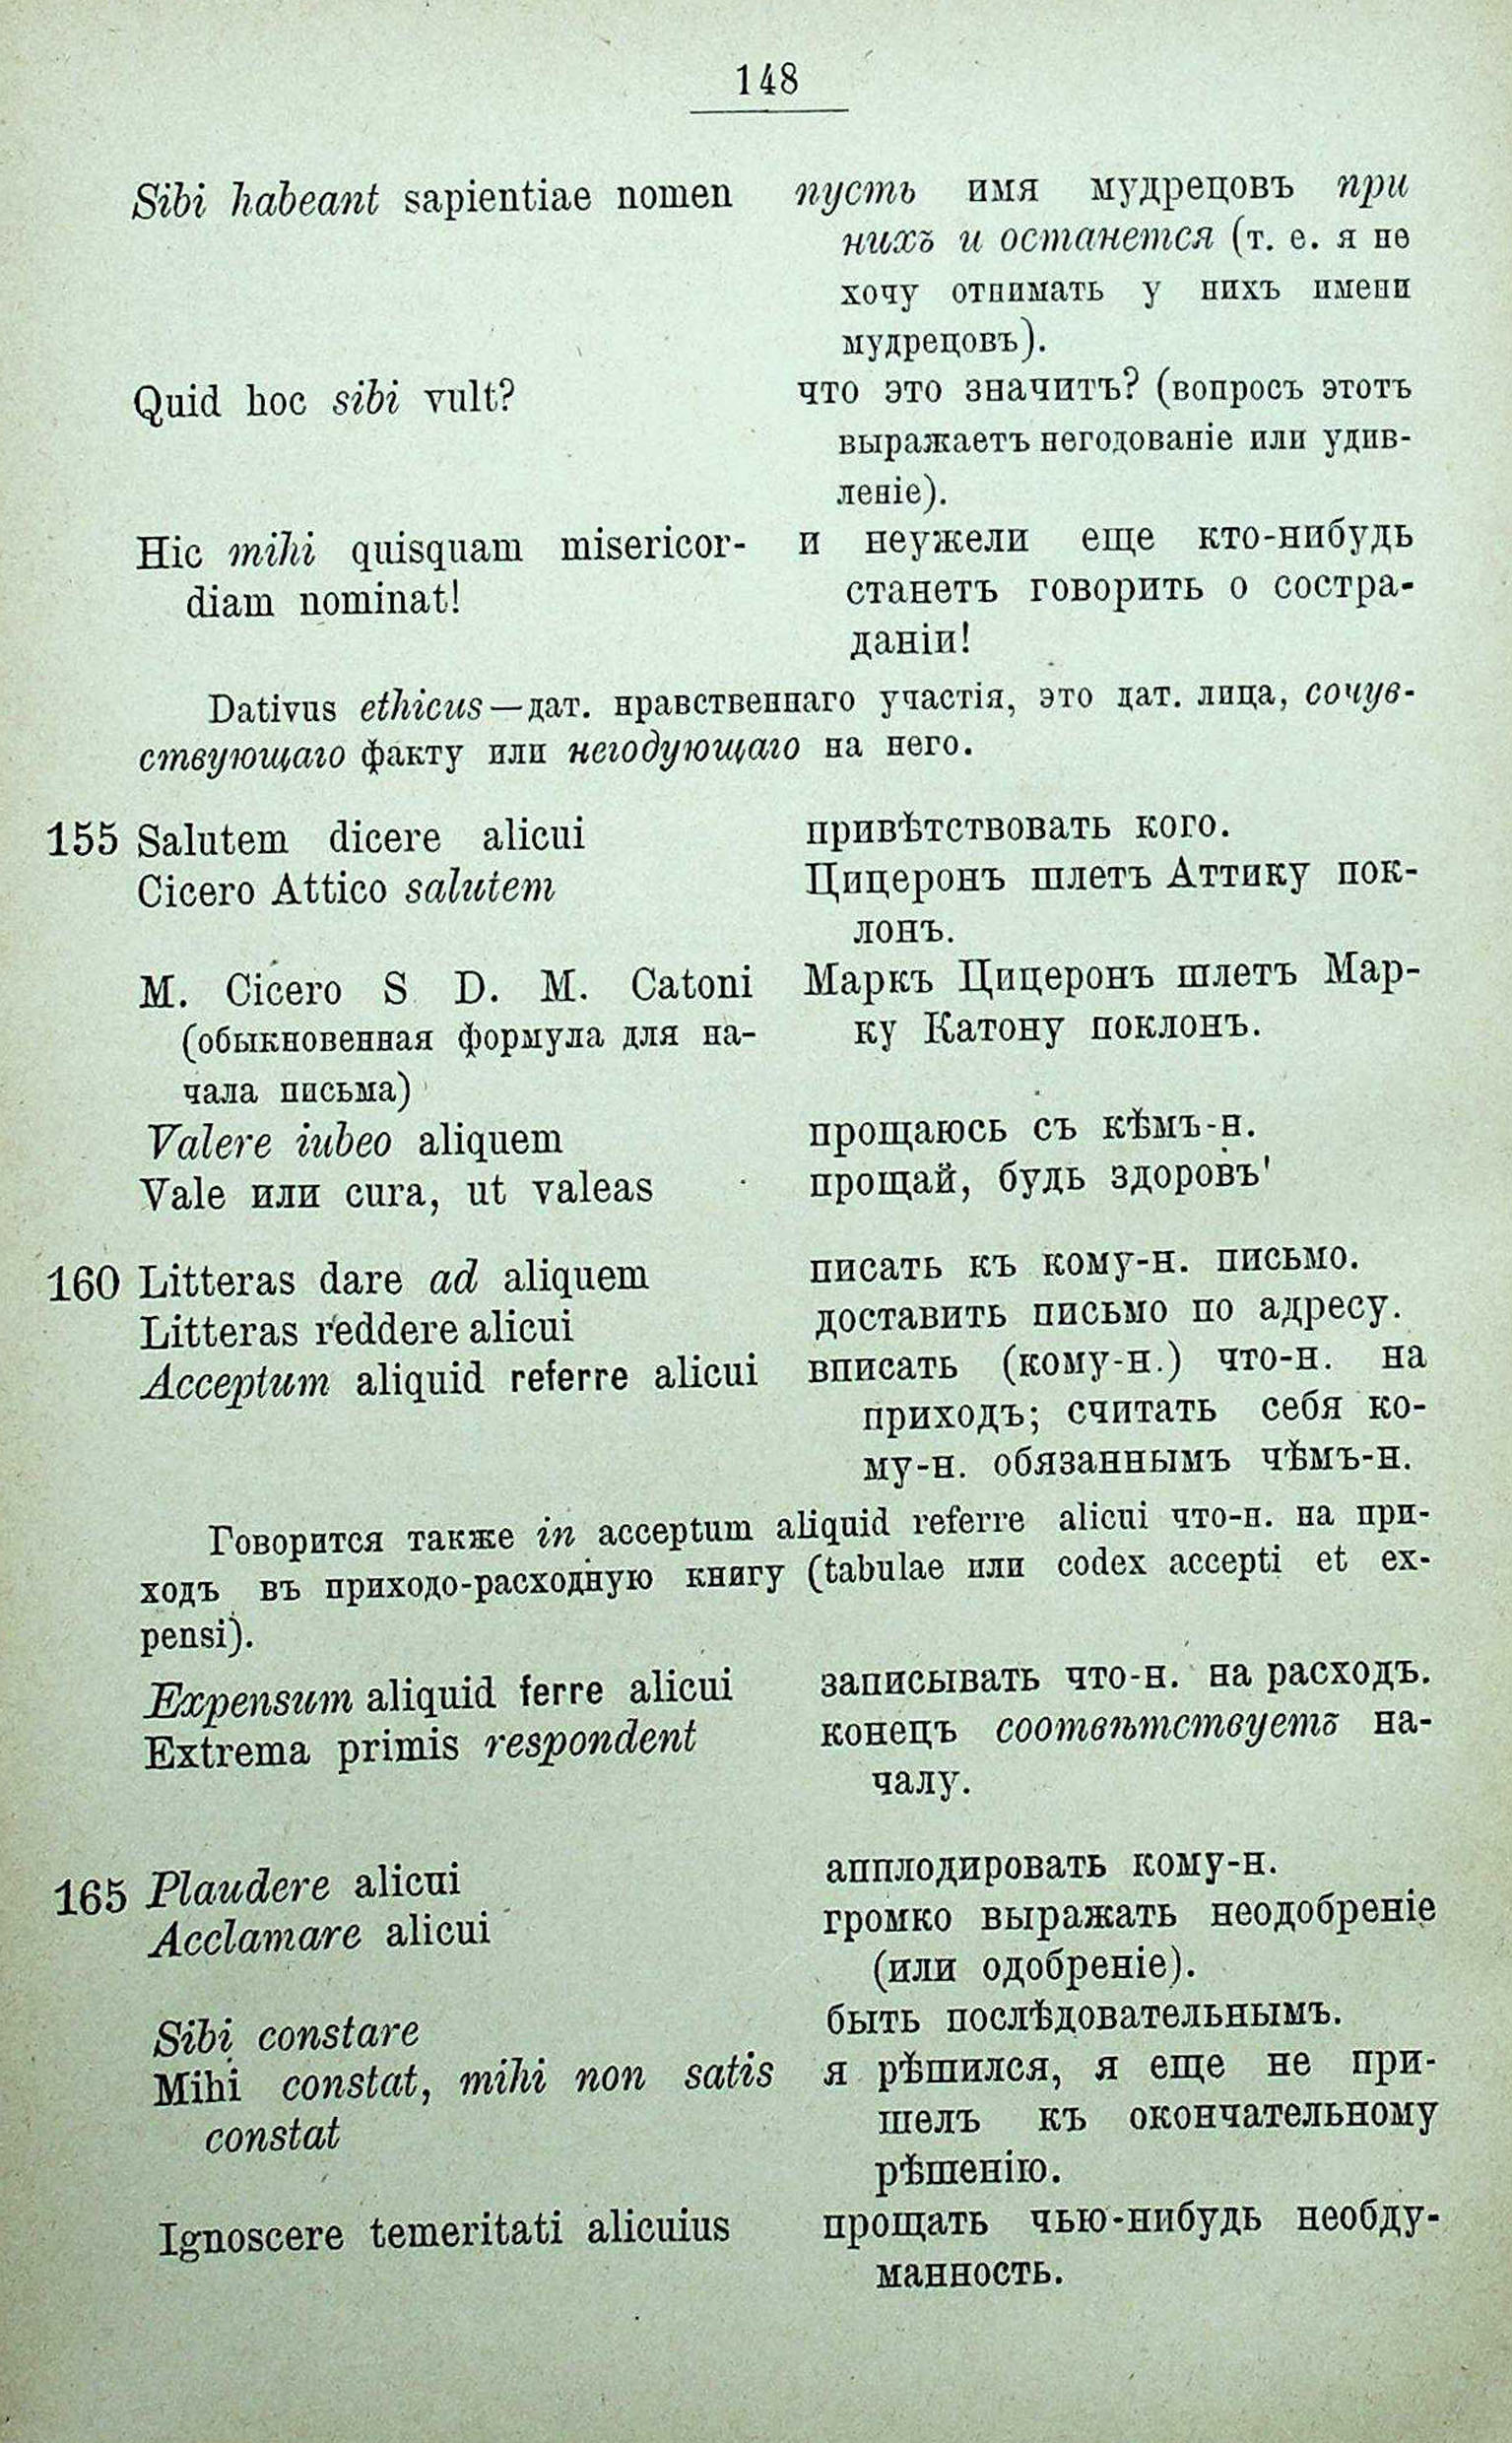 148
Sibi habeant sapientiae nomen
пусть имя мудрецовъ при
нихъ и останется (т. е. я не
хочу отнимать у нихъ имени
мудрецовъ).
Quid hoc sibi vult?
что это значитъ? (вопросъ этотъ
выражаетъ негодованіе или удив-
леніе).
Hic mihi quisquam misericor-
diam nominat!
и неужели еще кто-нибудь
станетъ говорить о состра-
даніи!
Dativus ethicus—дат. нравственнаго участія, это дат. лица, сочув-
ствующаго факту или негодующаго на него.
155 Salutem dicere alicui
привѣтствовать кого.
Cicero Attico salutem
Цицеронъ шлетъ Аттику пок-
лонъ.
M. Cicero S D. M. Catoni
(обыкновенная формула для на-
чала письма)
Маркъ Цицеронъ шлетъ Мар-
ку Катону поклонъ.
Valere iubeo aliquem
прощаюсь съ кѣмъ-н.
Vale или cura, ut valeas
прощай, будь здоровъ'
160 Litteras dare ad aliquem
писать къ кому-н. письмо.
Litteras reddere alicui
доставить письмо по адресу.
Acceptum aliquid referre alicui
вписать (кому-н.) что-н. на
приходъ; считать себя ко-
му-н. обязаннымъ чѣмъ-н.
Говорится также in acceptum aliquid referre alicui что-н. на при-
ходъ въ приходо-расходную книгу (tabulae или codex accepti et ex-
pensi).
Expensum aliquid ferre alicui
записывать что-н. на расходъ.
Extrema primis respondent
конецъ соотвѣтствуетъ на-
чалу.
165 Plaudere alicui
апплодировать кому-н.
Acclamare alicui
громко выражать неодобреніе
(или одобреніе).
Sibi constare
быть послѣдовательнымъ.
Mihi constat, mihi non satis
constat
я рѣшился, я еще не при-
шелъ къ окончательному
рѣшенію.
Ignoscere temeritati alicuius
прощать чью-нибудь необду-
манность.